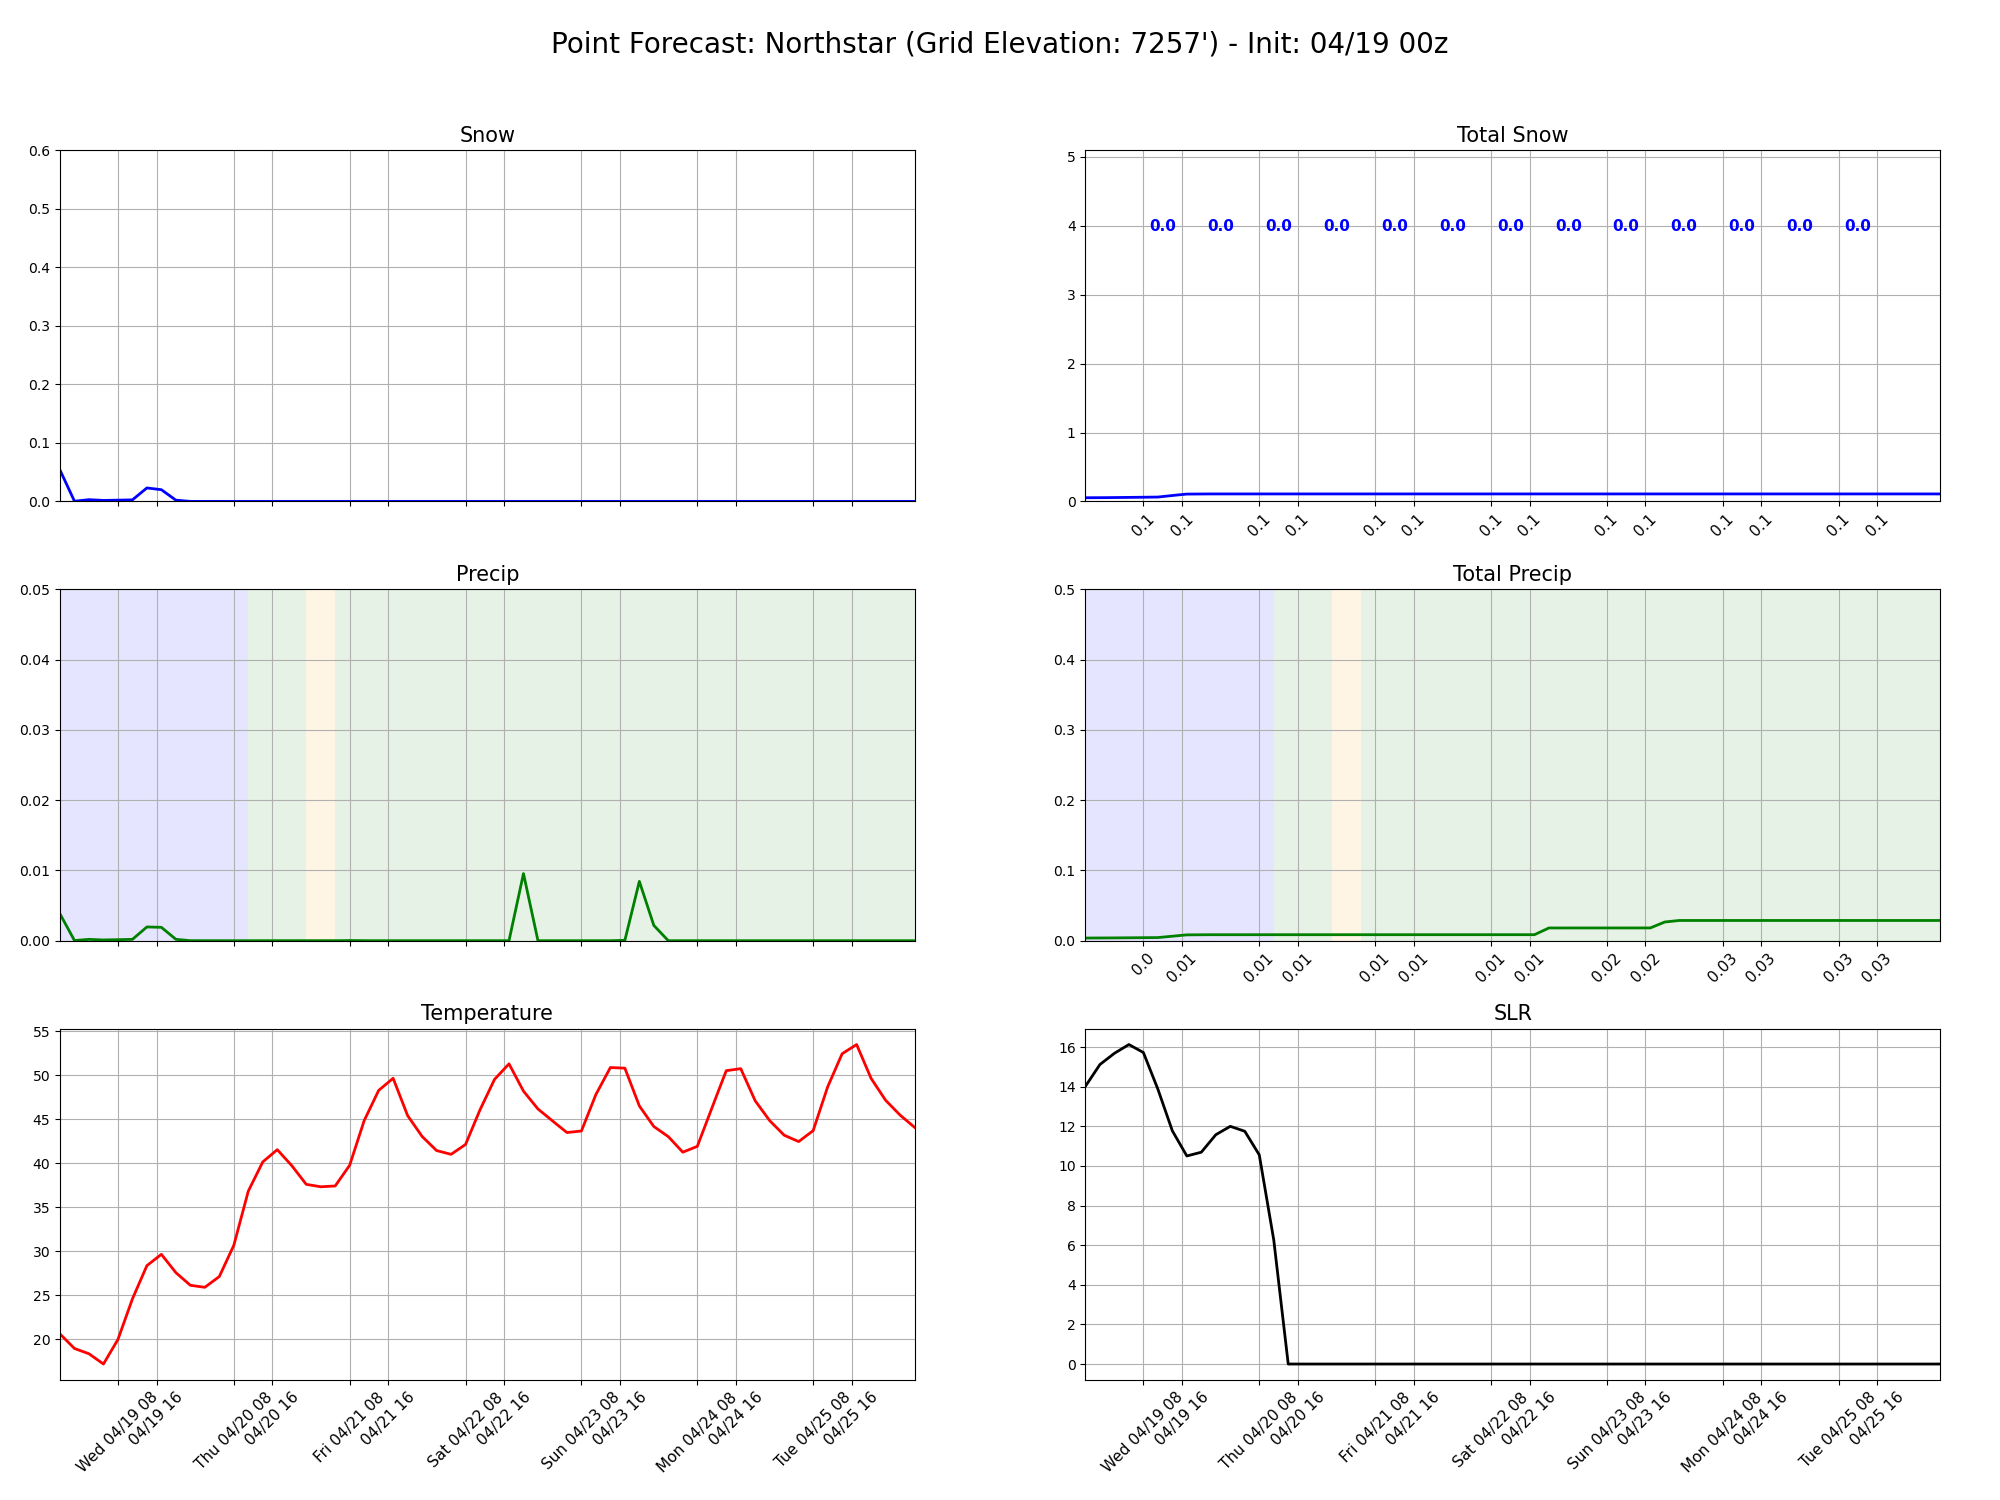 Point Forecast: Northstar (Grid Elevation: 7257') - Init: 04/19 00z
Snow
0.6
0.5
0.4
0.3
0.2
0.1
0.0
Total Snow
5
4
3
2
1
0
0.0 0.0 0.0 0.0 0.0 0.0 0.0 0.0 0.0 0.0 0.0 0.0 0.0
0.1 0.1 0.1 0.1 0.1 0.1 0.1 0.1 0.1 0.1 0.1 0.1 0.1 0.1
Precip
0.05
0.04
0.03
0.02
0.01
0.00
Total Precip
0.5
0.4
0.3
0.2
0.1
0.0
0.0 0.01 0.01 0.01 0.01 0.01 0.01 0.01 0.02 0.02 0.03 0.03 0.03 0.03
Temperature
55
50
45
40
35
30
25
20
Wed 04/19 08
04/19 16
Thu 04/20 08
04/20 16
Fri 04/21 08
04/21 16
Sat 04/22 08
04/22 16
Sun 04/23 08
04/23 16
Mon 04/24 08
04/24 16
Tue 04/25 08
04/25 16
SLR
16
14
12
10
8
6
4
2
0
Wed 04/19 08
04/19 16
Thu 04/20 08
04/20 16
Fri 04/21 08
04/21 16
Sat 04/22 08
04/22 16
Sun 04/23 08
04/23 16
Mon 04/24 08
04/24 16
Tue 04/25 08
04/25 16